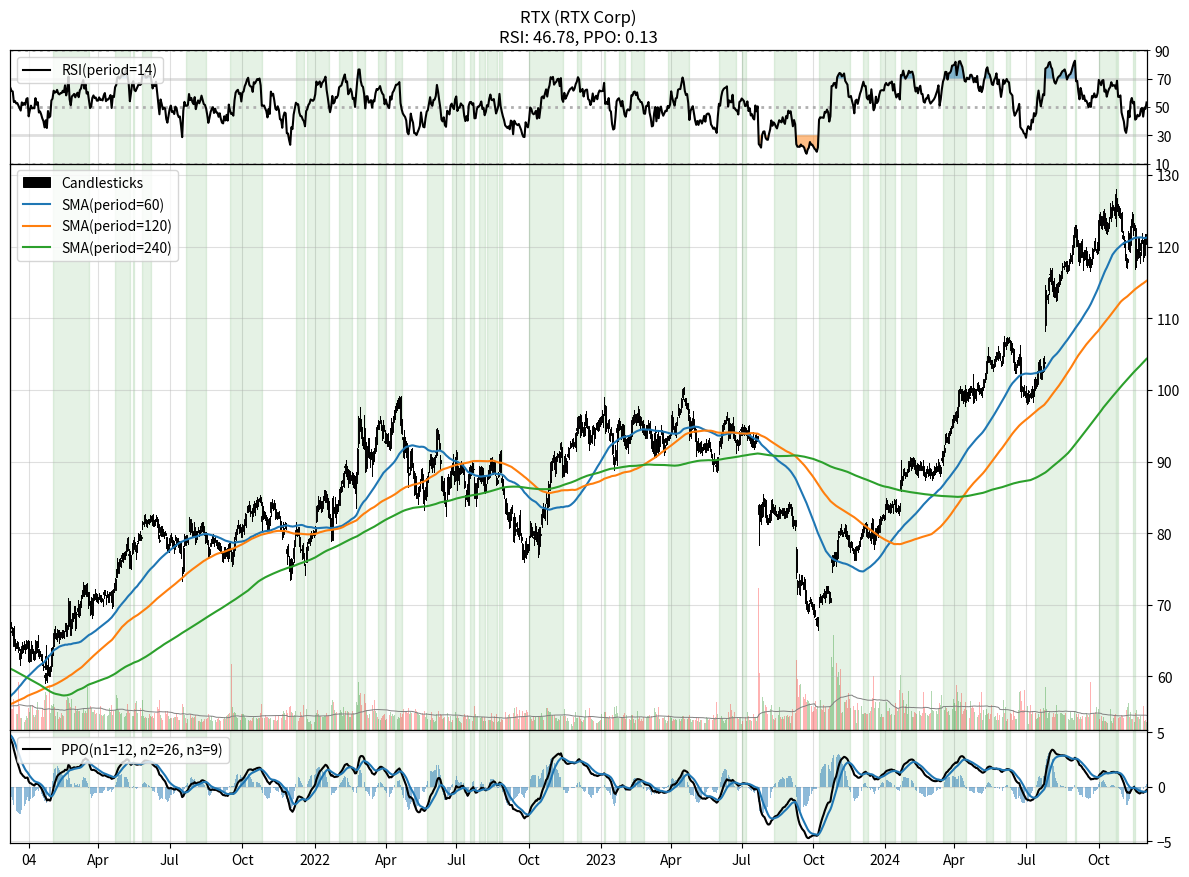 RTX (RTX Corp)
RSI: 46.78, PPO: 0.13
RSI(period=14)
90
70
50
30
10
Candlesticks
SMA(period=60)
SMA(period=120)
SMA(period=240)
130
120
110
100
90
80
70
60
PPO(n1=12, n2=26, n3=9)
5
0
−5
04 Apr Jul Oct 2022 Apr Jul Oct 2023 Apr Jul Oct 2024 Apr Jul Oct